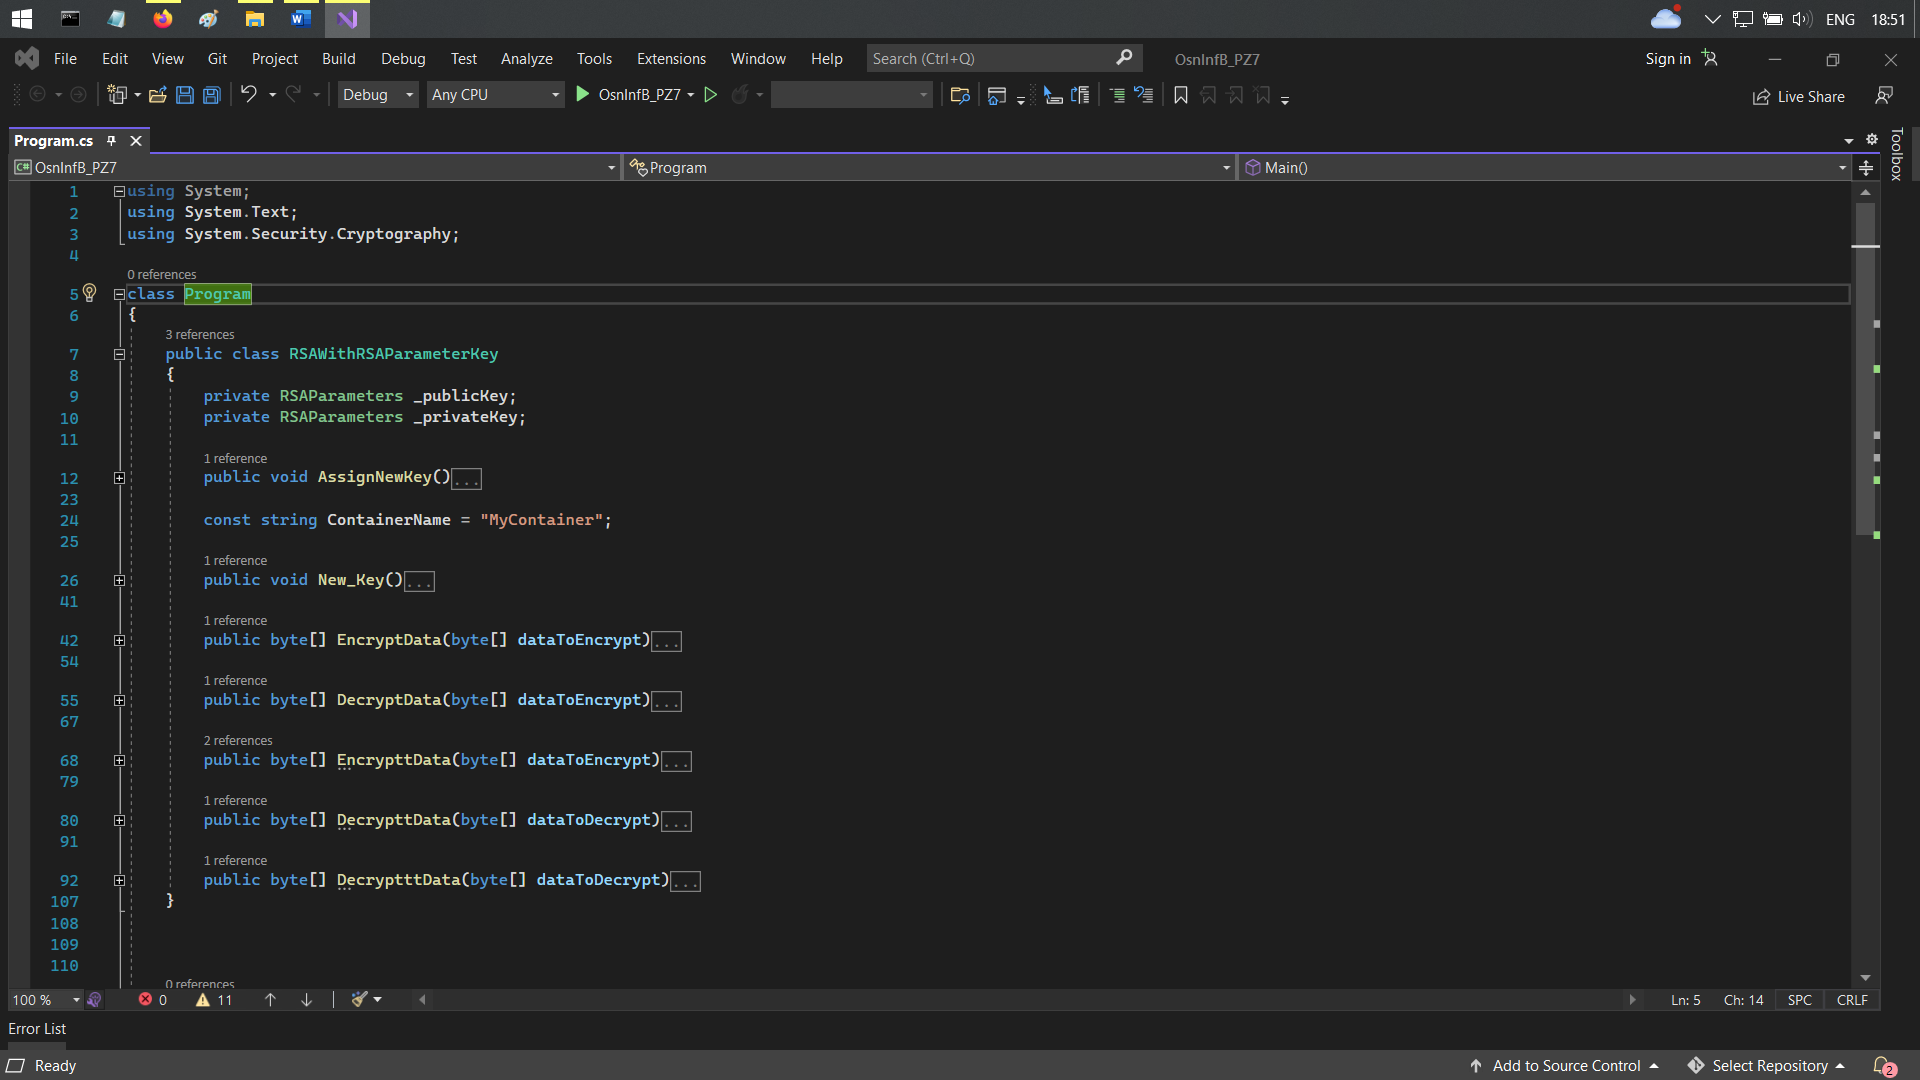 ENG 18:51
File Edit View Git Project Build Debug Test Analyze Tools Extensions Window Help Search (Ctrl+Q) OsnInfB_PZ7 Sign in
Debug Any CPU OsnInfB_PZ7 Live Share
Program.cs
Toolbox
OsnInfB_PZ7 Program Main()
1 using System;
2 using System.Text;
3 using System.Security.Cryptography;
4
0 references
5 class Program
6 {
3 references
7 public class RSAWithRSAParameterKey
8 {
9 private RSAParameters _publicKey;
10 private RSAParameters _privateKey;
11
1 reference
12 public void AssignNewKey()...
23
24 const string ContainerName = "MyContainer";
25
1 reference
26 public void New_Key()...
41
1 reference
42 public byte[] EncryptData(byte[] dataToEncrypt)...
54
1 reference
55 public byte[] DecryptData(byte[] dataToEncrypt)...
67
2 references
68 public byte[] EncrypttData(byte[] dataToEncrypt)...
79
1 reference
80 public byte[] DecrypttData(byte[] dataToDecrypt)...
91
1 reference
92 public byte[] DecryptttData(byte[] dataToDecrypt)...
107 }
108
109
110
0 references
100 % 0 11 Ln: 5 Ch: 14 SPC CRLF
Error List
Ready Add to Source Control Select Repository 2